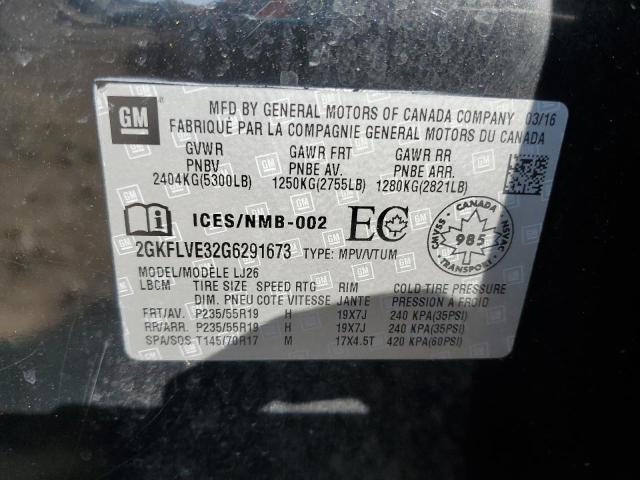 GM
MFD BY GENERAL MOTORS OF CANADA COMPANY 03/16
FABRIQUÉ PAR LA COMPAGNIE GENERAL MOTORS DU CANADA
GVWR GAWR FRT GAWR RR
PNBV PNBE AV. PNBE ARR.
2404KG(5300LB) 1250KG(2755LB) 1280KG(2821LB)
ICES/NMB-002 EC
CANADA
CMVSS 985 NSVAC
TRANSPORT
2GKFLVE32G6291673 TYPE: MPV/VTUM
MODEL/MODÈLE LJ26
LBCM TIRE SIZE SPEED RTG RIM COLD TIRE PRESSURE
DIM. PNEU COTE VITESSE JANTE PRESSION A FROID
FRT/AV. P235/55R19 H 19X7J 240 KPA(35PSI)
RR/ARR. P235/55R19 H 19X7J 240 KPA(35PSI)
SPA/SOS T145/70R17 M 17X4.5T 420 KPA(60PSI)